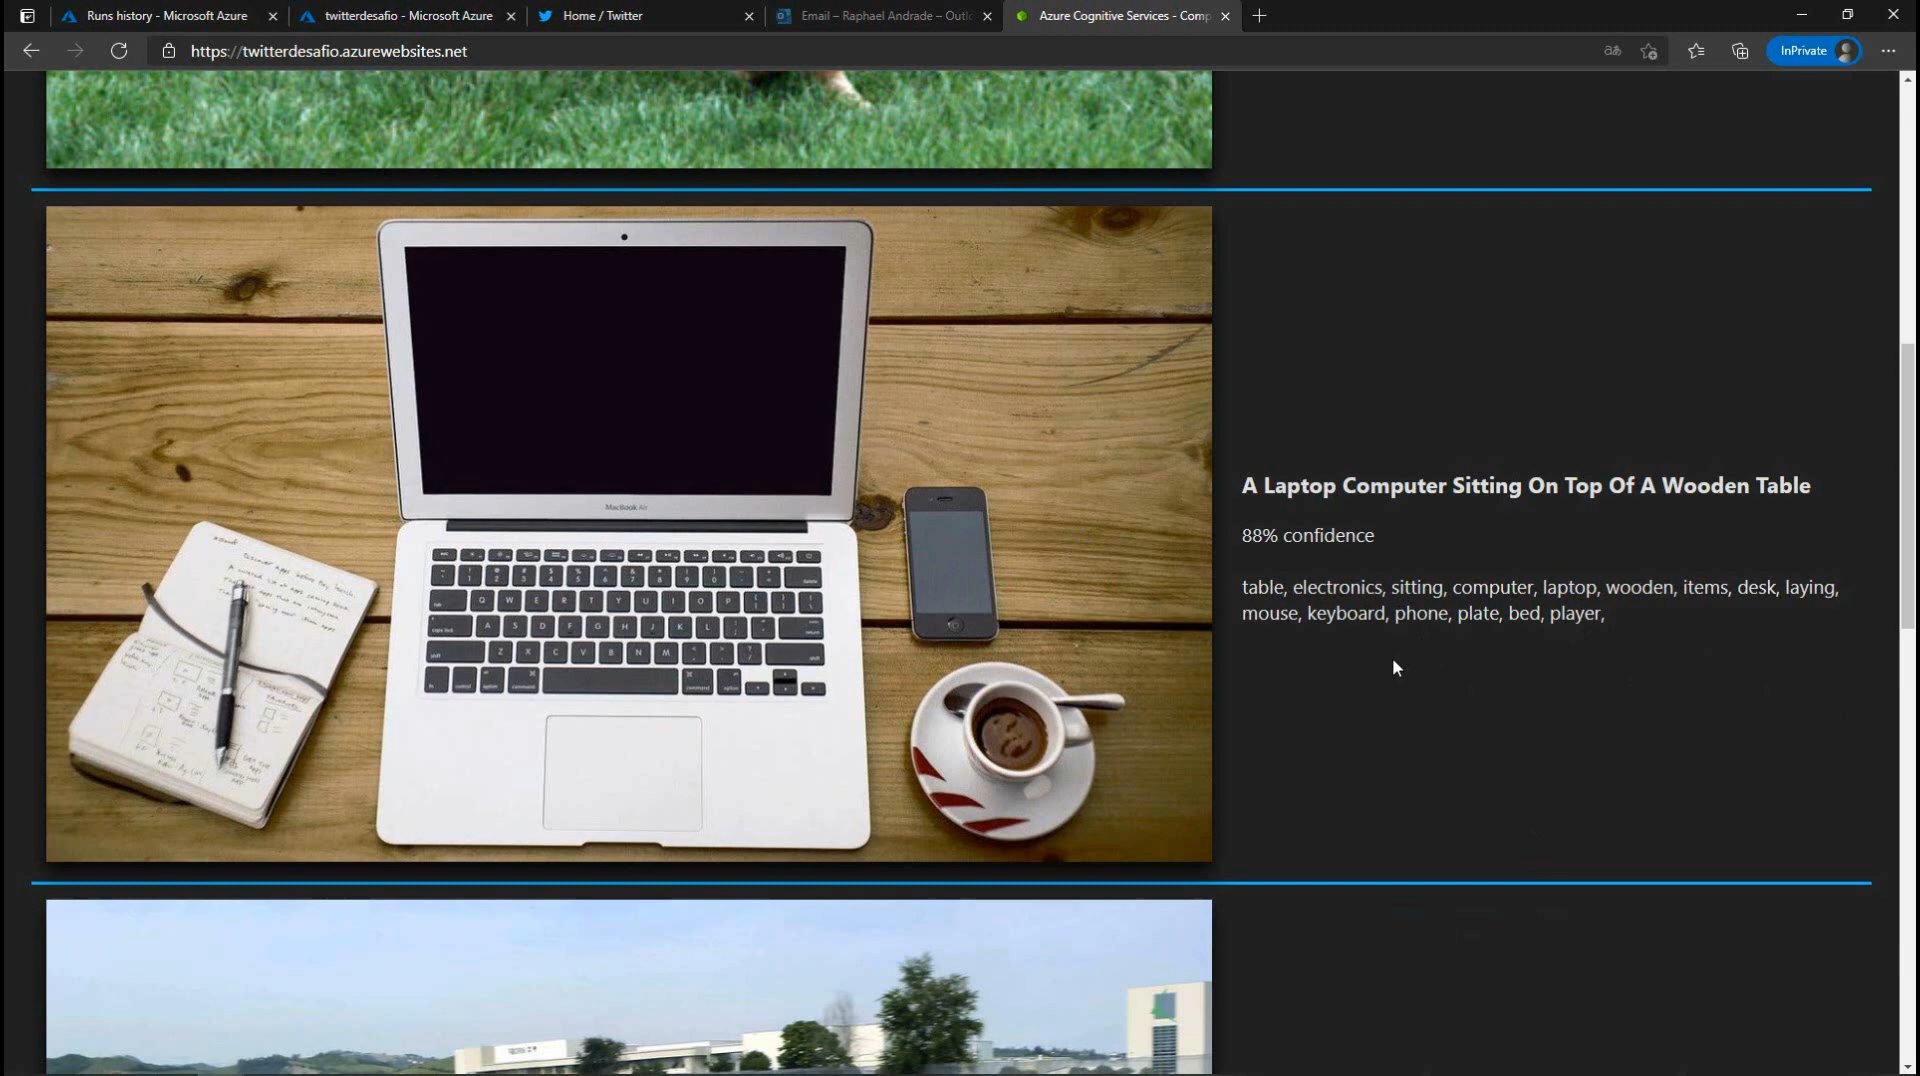 Runs history - Microsoft Azure
twitterdesafio - Microsoft Azure
Home / Twitter
Email – Raphael Andrade – Outl
Azure Cognitive Services - Comp
https://twitterdesafio.azurewebsites.net
InPrivate
MacBook Air
A Laptop Computer Sitting On Top Of A Wooden Table
88% confidence
table, electronics, sitting, computer, laptop, wooden, items, desk, laying,
mouse, keyboard, phone, plate, bed, player,
Q W E R T Y U I O P
A S D F G H J K L
Z X C V B N M